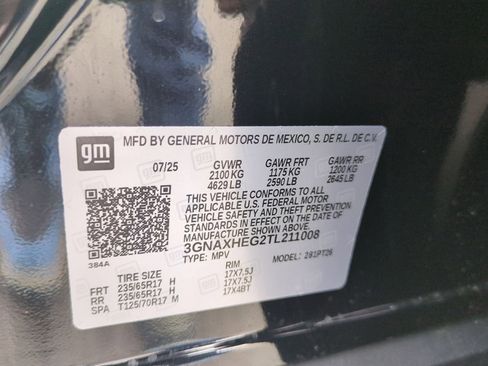 gm
MFD BY GENERAL MOTORS DE MEXICO, S. DE R.L. DE C.V.
07/25 GVWR GAWR FRT GAWR RR
2100 KG 1175 KG 1200 KG
4629 LB 2590 LB 2645 LB
THIS VEHICLE CONFORMS TO ALL
APPLICABLE U.S. FEDERAL MOTOR
VEHICLE SAFETY AND THEFT PREVENTION
STANDARDS IN EFFECT ON THE DATE OF
MANUFACTURE SHOWN ABOVE.
3GNAXHEG2TL211008
TYPE: MPV MODEL: 281PT26
384A
TIRE SIZE RIM
FRT 235/65R17 H 17X7.5J
RR 235/65R17 H 17X7.5J
SPA T125/70R17 M 17X4BT